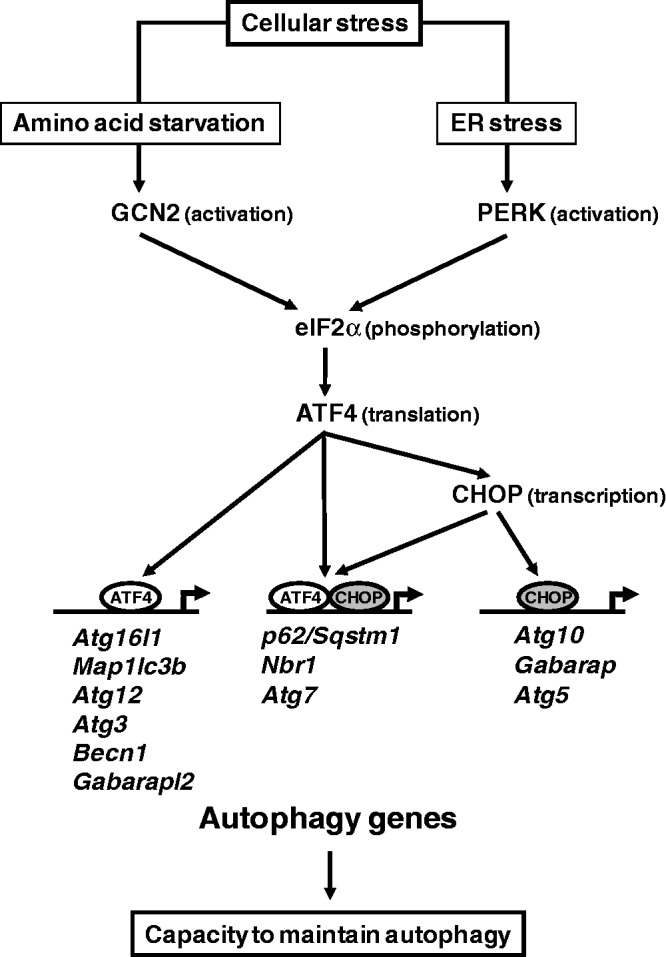 Cellular stress
Amino acid starvation
ER stress
GCN2 (activation)
PERK (activation)
eIF2α (phosphorylation)
ATF4 (translation)
CHOP (transcription)
ATF4
ATF4 CHOP
CHOP
Atg16l1
Map1lc3b
Atg12
Atg3
Becn1
Gabarapl2
p62/Sqstm1
Nbr1
Atg7
Atg10
Gabarap
Atg5
Autophagy genes
Capacity to maintain autophagy